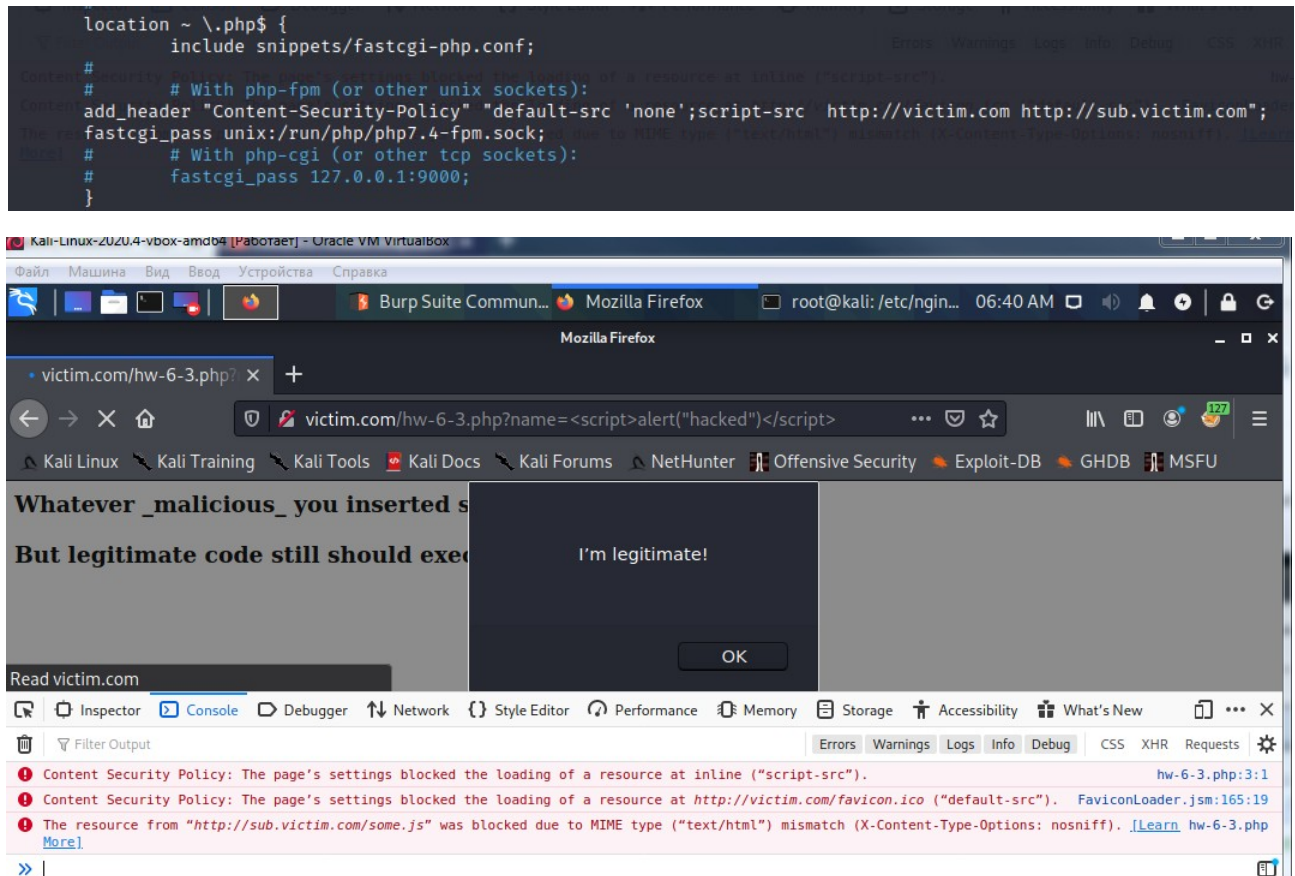 location ~ \.php$ {
include snippets/fastcgi-php.conf;
#
#       # With php-fpm (or other unix sockets):
add_header "Content-Security-Policy" "default-src 'none';script-src  http://victim.com http://sub.victim.com";
fastcgi_pass unix:/run/php/php7.4-fpm.sock;
#       # With php-cgi (or other tcp sockets):
#       fastcgi_pass 127.0.0.1:9000;
}
Kali-Linux-2020.4-vbox-amd64 [Работает] - Oracle VM VirtualBox
Файл Машина Вид Ввод Устройства Справка
Burp Suite Commun... Mozilla Firefox root@kali: /etc/ngin... 06:40 AM
Mozilla Firefox
victim.com/hw-6-3.php?
victim.com/hw-6-3.php?name=<script>alert("hacked")</script> 127
Kali Linux Kali Training Kali Tools Kali Docs Kali Forums NetHunter Offensive Security Exploit-DB GHDB MSFU
Whatever _malicious_ you inserted s
But legitimate code still should exe
I'm legitimate!
OK
Read victim.com
Inspector Console Debugger Network Style Editor Performance Memory Storage Accessibility What's New
Filter Output Errors Warnings Logs Info Debug CSS XHR Requests
Content Security Policy: The page's settings blocked the loading of a resource at inline (“script-src”). hw-6-3.php:3:1
Content Security Policy: The page's settings blocked the loading of a resource at http://victim.com/favicon.ico (“default-src”). FaviconLoader.jsm:165:19
The resource from “http://sub.victim.com/some.js” was blocked due to MIME type (“text/html”) mismatch (X-Content-Type-Options: nosniff). [Learn hw-6-3.php
More]
»